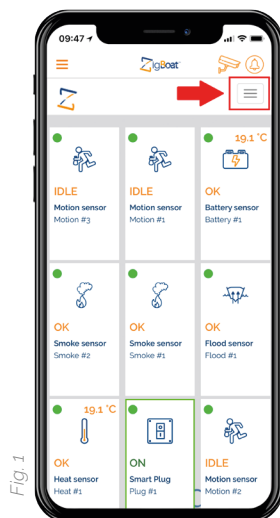 09:47
ZigBoat
19.1 °C
IDLE
Motion sensor
Motion #3
IDLE
Motion sensor
Motion #1
OK
Battery sensor
Battery #1
OK
Smoke sensor
Smoke #2
OK
Smoke sensor
Smoke #1
OK
Flood sensor
Flood #1
19.1 °C
OK
Heat sensor
Heat #1
ON
Smart Plug
Plug #1
IDLE
Motion sensor
Motion #2
Fig. 1